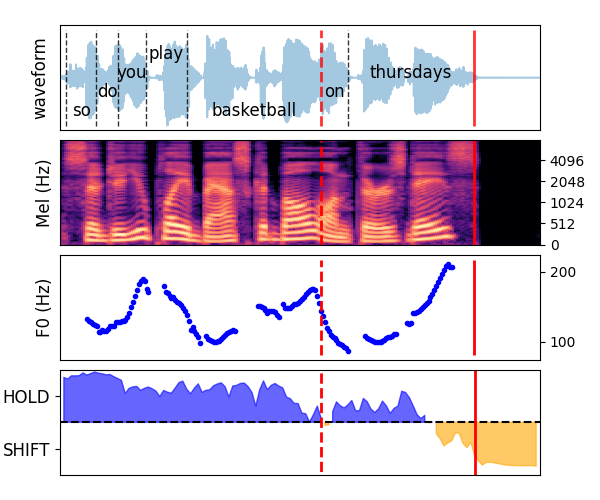 waveform
so
do
you
play
basketball
on
thursdays
Mel (Hz)
4096
2048
1024
512
0
F0 (Hz)
200
100
HOLD
SHIFT